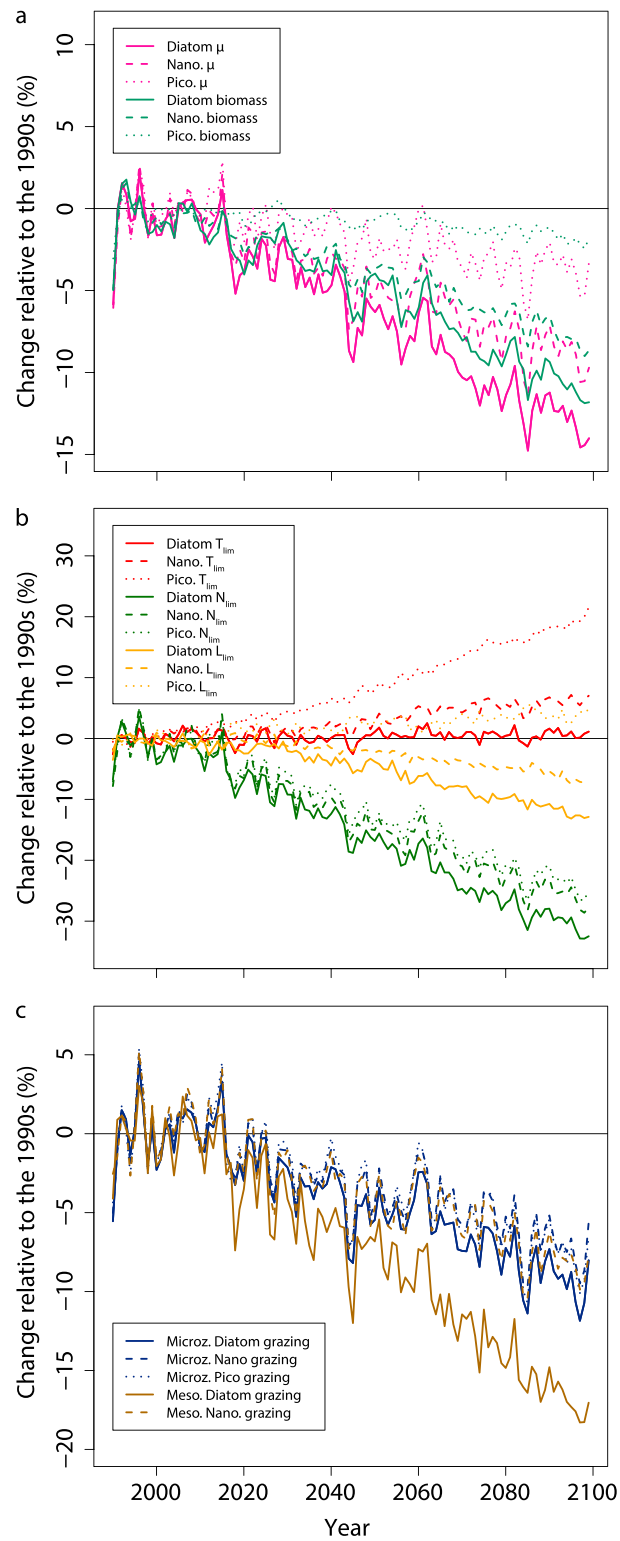 a
Change relative to the 1990s (%)
10
5
0
−5
−10
−15
Diatom μ
Nano. μ
Pico. μ
Diatom biomass
Nano. biomass
Pico. biomass
b
Change relative to the 1990s (%)
30
20
10
0
−10
−20
−30
Diatom Tlim
Nano. Tlim
Pico. Tlim
Diatom Nlim
Nano. Nlim
Pico. Nlim
Diatom Llim
Nano. Llim
Pico. Llim
c
Change relative to the 1990s (%)
5
0
−5
−10
−15
−20
Microz. Diatom grazing
Microz. Nano grazing
Microz. Pico grazing
Meso. Diatom grazing
Meso. Nano. grazing
2000 2020 2040 2060 2080 2100
Year